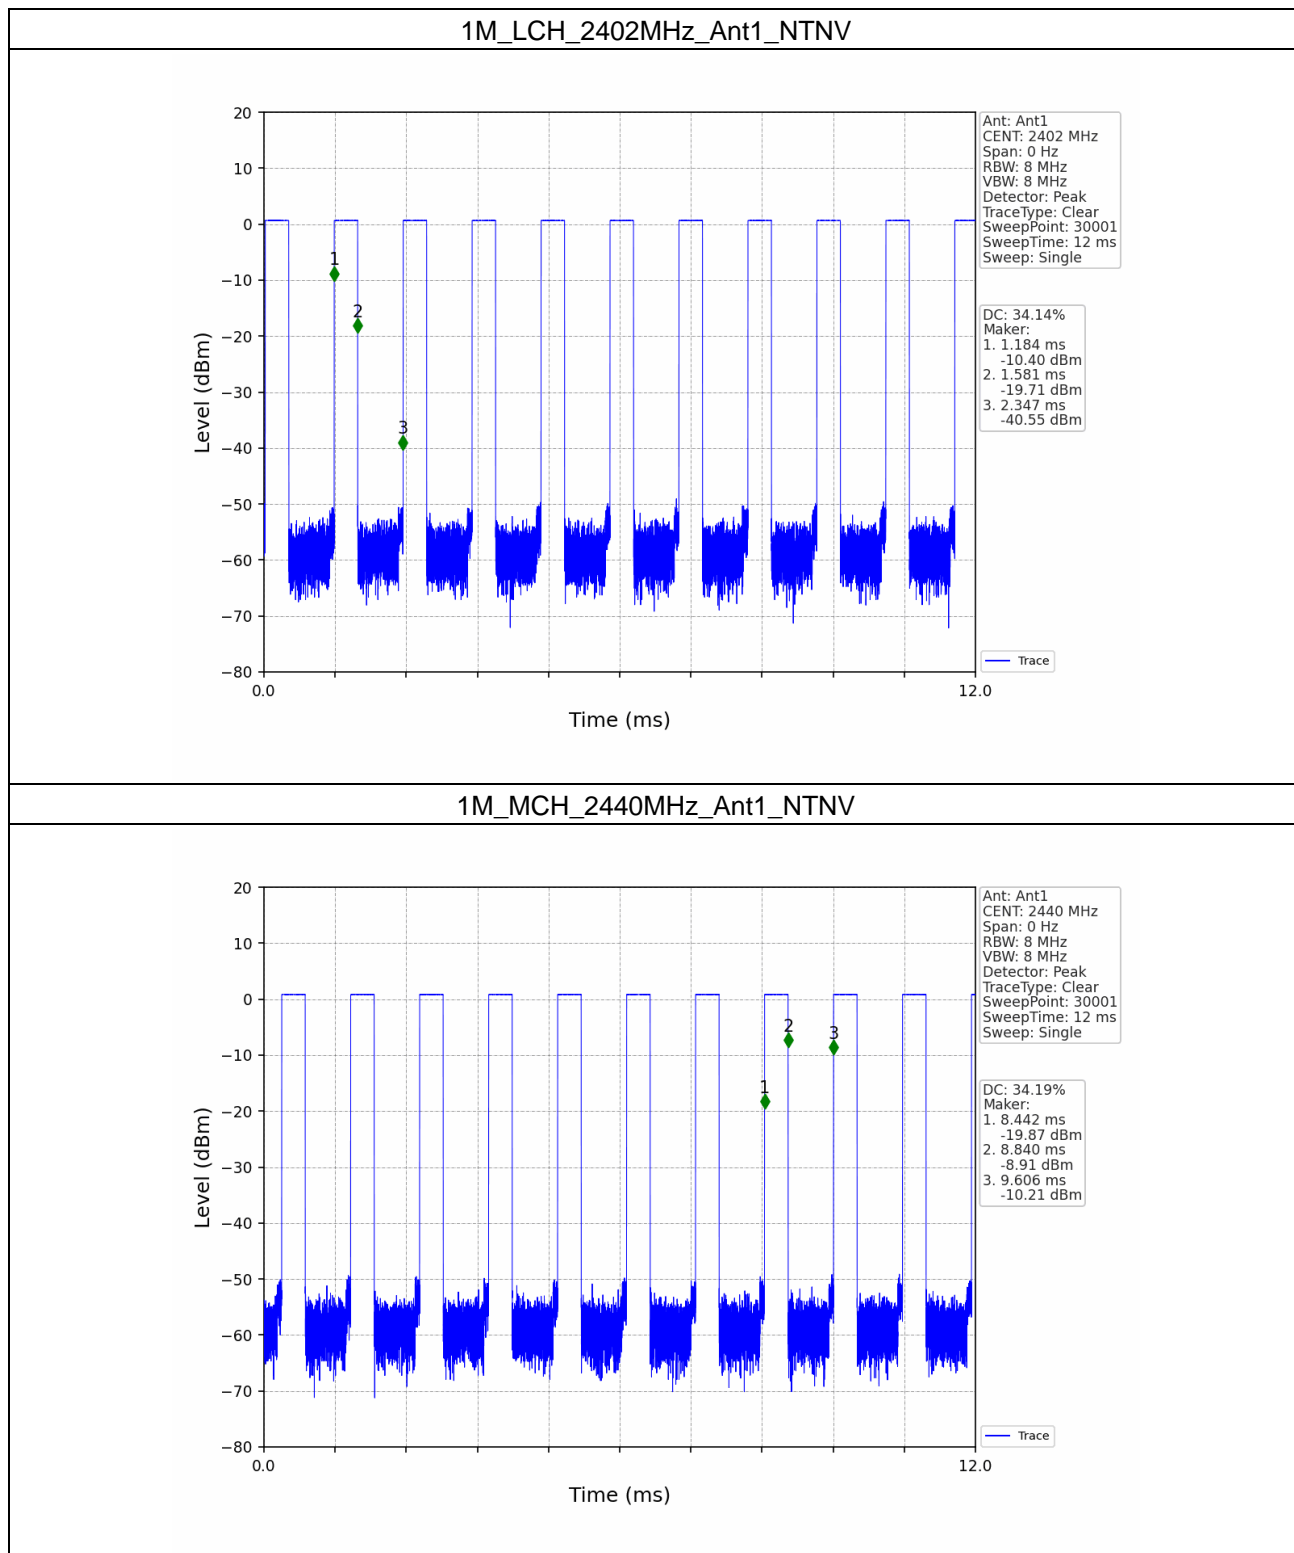 1M_LCH_2402MHz_Ant1_NTNV
20
10
0
−10
−20
−30
−40
−50
−60
−70
−80
Level (dBm)
1
2
3
0.0
12.0
Time (ms)
Ant: Ant1
CENT: 2402 MHz
Span: 0 Hz
RBW: 8 MHz
VBW: 8 MHz
Detector: Peak
TraceType: Clear
SweepPoint: 30001
SweepTime: 12 ms
Sweep: Single
DC: 34.14%
Maker:
1. 1.184 ms
-10.40 dBm
2. 1.581 ms
-19.71 dBm
3. 2.347 ms
-40.55 dBm
Trace
1M_MCH_2440MHz_Ant1_NTNV
20
10
0
−10
−20
−30
−40
−50
−60
−70
−80
Level (dBm)
1
2
3
0.0
12.0
Time (ms)
Ant: Ant1
CENT: 2440 MHz
Span: 0 Hz
RBW: 8 MHz
VBW: 8 MHz
Detector: Peak
TraceType: Clear
SweepPoint: 30001
SweepTime: 12 ms
Sweep: Single
DC: 34.19%
Maker:
1. 8.442 ms
-19.87 dBm
2. 8.840 ms
-8.91 dBm
3. 9.606 ms
-10.21 dBm
Trace